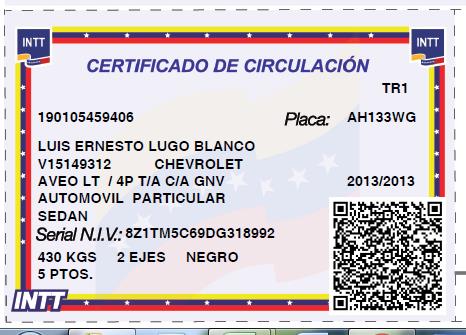 INTT INTT
CERTIFICADO DE CIRCULACIÓN
TR1
190105459406 Placa: AH133WG
LUIS ERNESTO LUGO BLANCO
V15149312 CHEVROLET
AVEO LT / 4P T/A C/A GNV 2013/2013
AUTOMOVIL PARTICULAR
SEDAN
Serial N.I.V.: 8Z1TM5C69DG318992
430 KGS 2 EJES NEGRO
5 PTOS.
INTT